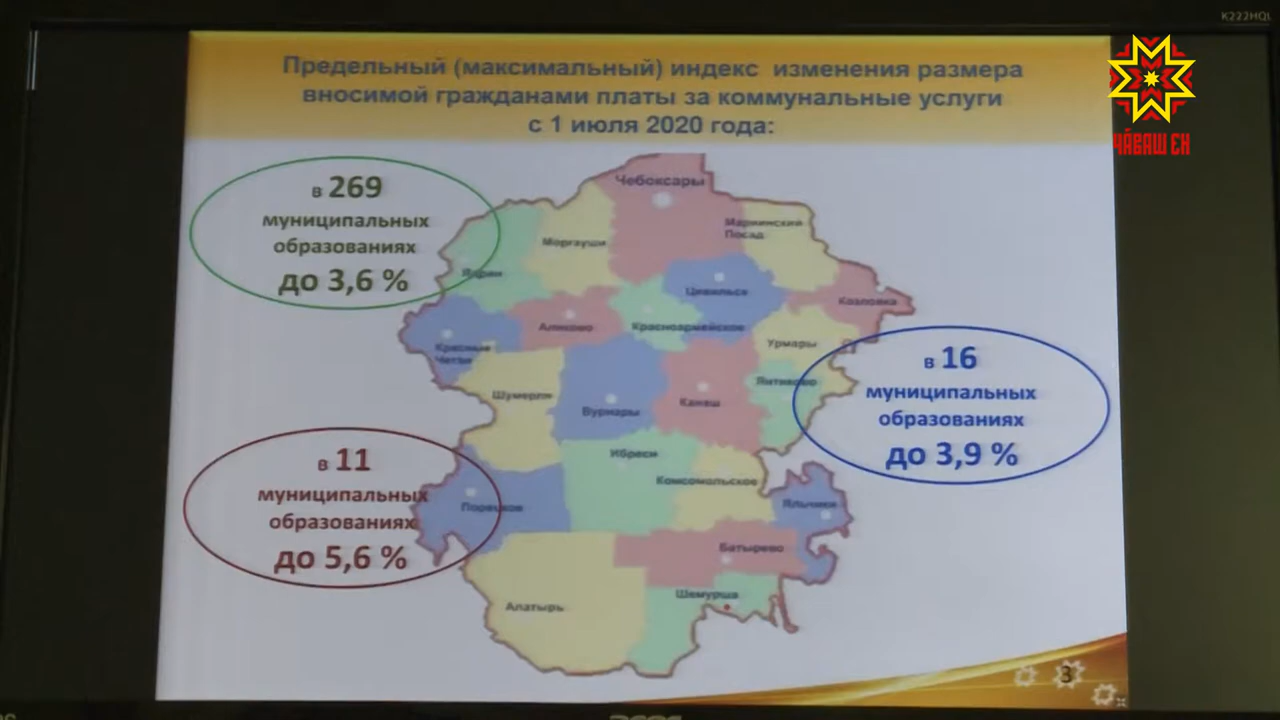 K222HQL
Предельный (максимальный) индекс изменения размера
вносимой гражданами платы за коммунальные услуги
с 1 июля 2020 года:
ЧӐВАШ ЕН
в 269
муниципальных
образованиях
до 3,6 %
Чебоксары
Мариинский
Посад
Моргауши
Ядрин
Цивильск
Козловка
Аликово
Красноармейское
Красные
Четаи
Урмары
Янтиково
Шумерля
Вурнары
Канаш
в 16
муниципальных
образованиях
до 3,9 %
Ибреси
Комсомольское
в 11
муниципальных
образованиях
до 5,6 %
Порецкое
Яльчики
Батырево
Шемурша
Алатырь
3